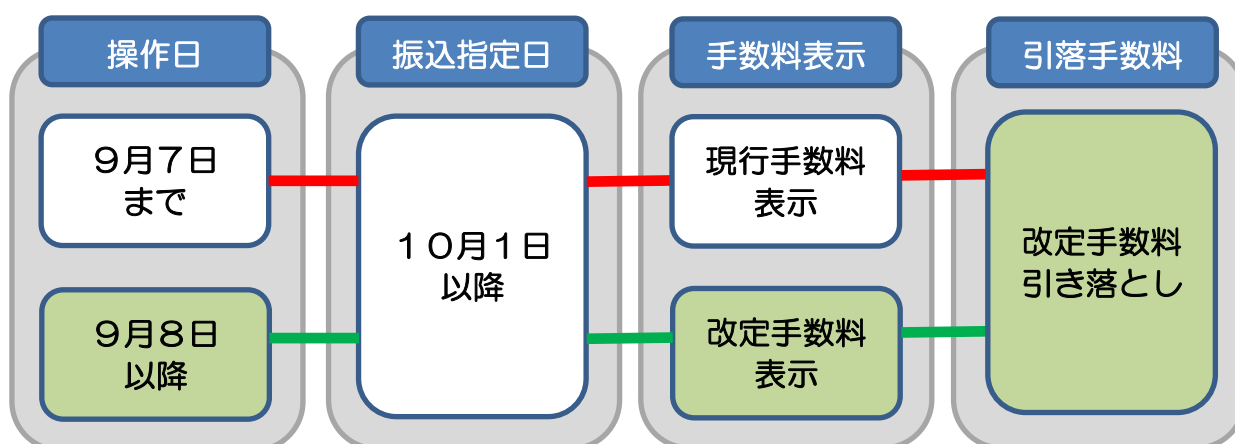 操作日
振込指定日
手数料表示
引落手数料
９月７日
まで
１０月１日
以降
現行手数料
表示
改定手数料
引き落とし
９月８日
以降
改定手数料
表示